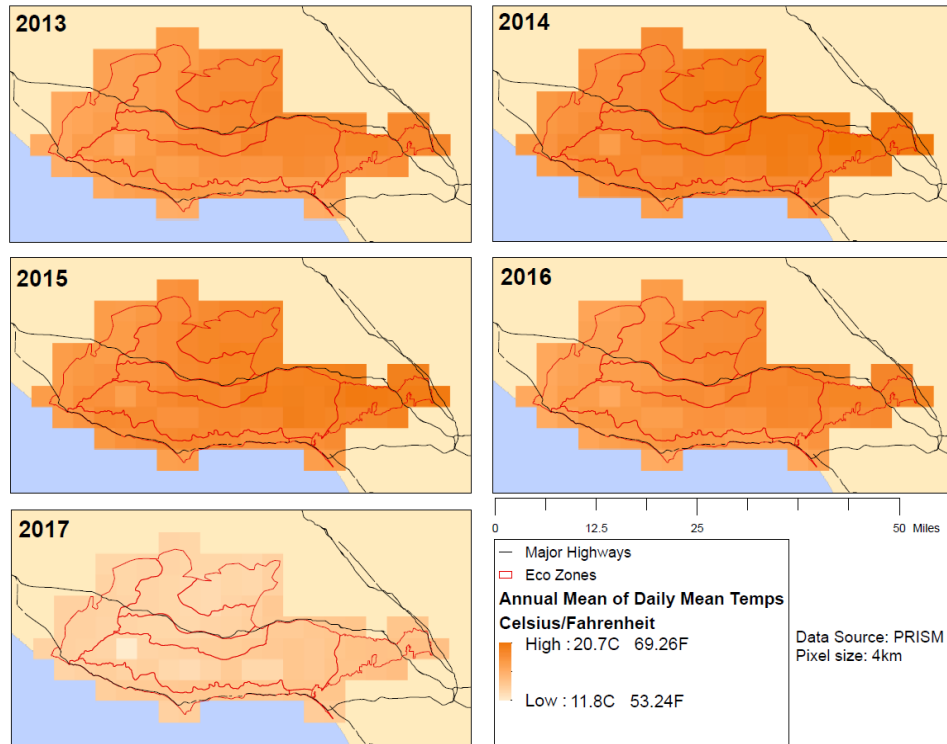 2013
2014
2015
2016
2017
0 12.5 25 50 Miles
Major Highways
Eco Zones
Annual Mean of Daily Mean Temps
Celsius/Fahrenheit
High : 20.7C 69.26F
Low : 11.8C 53.24F
Data Source: PRISM
Pixel size: 4km